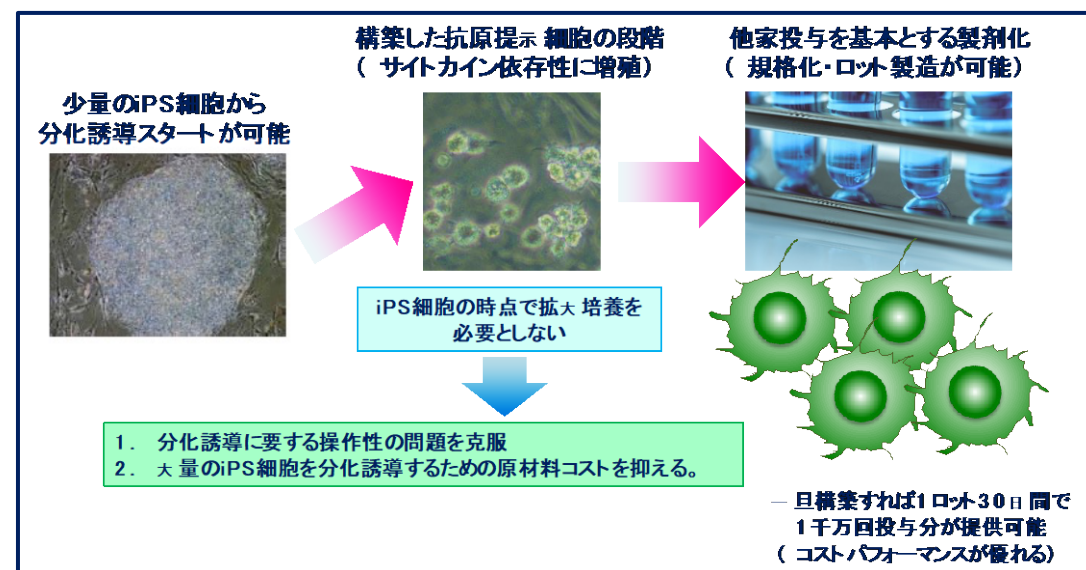 少量のiPS細胞から
分化誘導スタートが可能
構築した抗原提示細胞の段階
(サイトカイン依存性に増殖)
他家投与を基本とする製剤化
(規格化・ロット製造が可能)
iPS細胞の時点で拡大培養を
必要としない
1. 分化誘導に要する操作性の問題を克服
2. 大量のiPS細胞を分化誘導するための原材料コストを抑える。
一旦構築すれば1ロット30日間で
1千万回投与分が提供可能
(コストパフォーマンスが優れる)